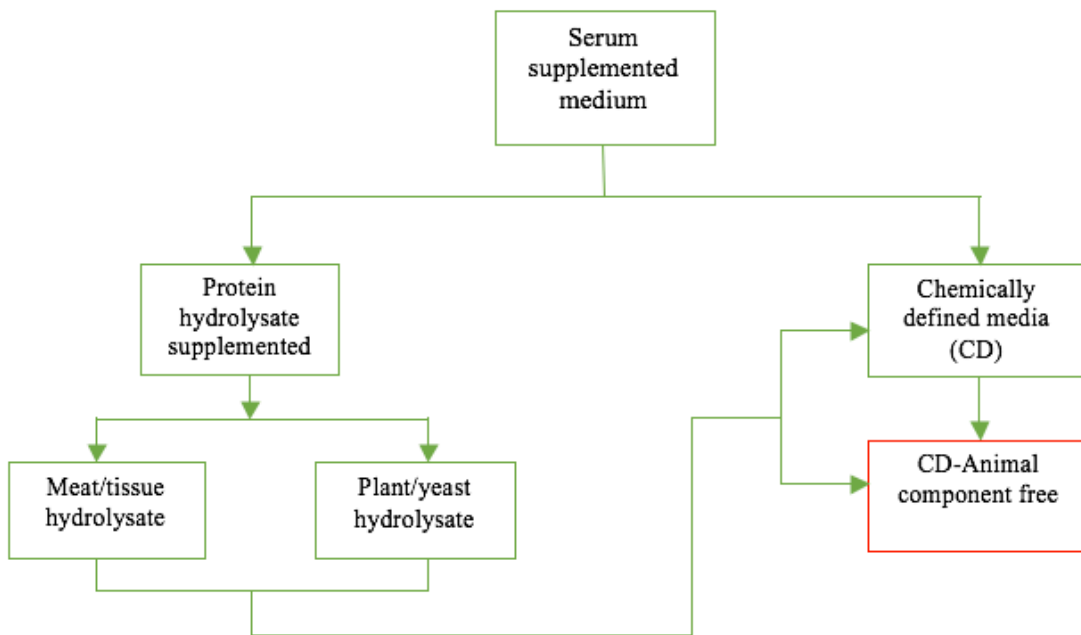 Serum
supplemented
medium
Protein
hydrolysate
supplemented
Chemically
defined media
(CD)
Meat/tissue
hydrolysate
Plant/yeast
hydrolysate
CD-Animal
component free